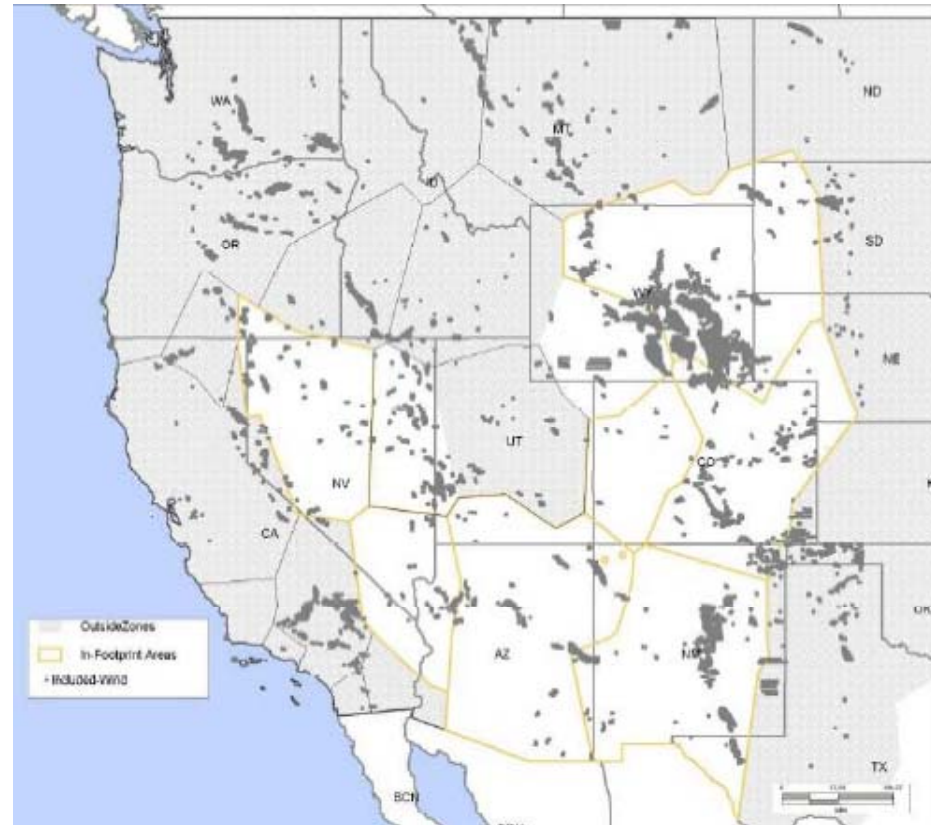 WA
MT
ND
ID
OR
SD
WY
NE
UT
NV
CO
CA
OutsideZones
In-Footprint Areas
Included-Wind
AZ
NM
TX
BCN